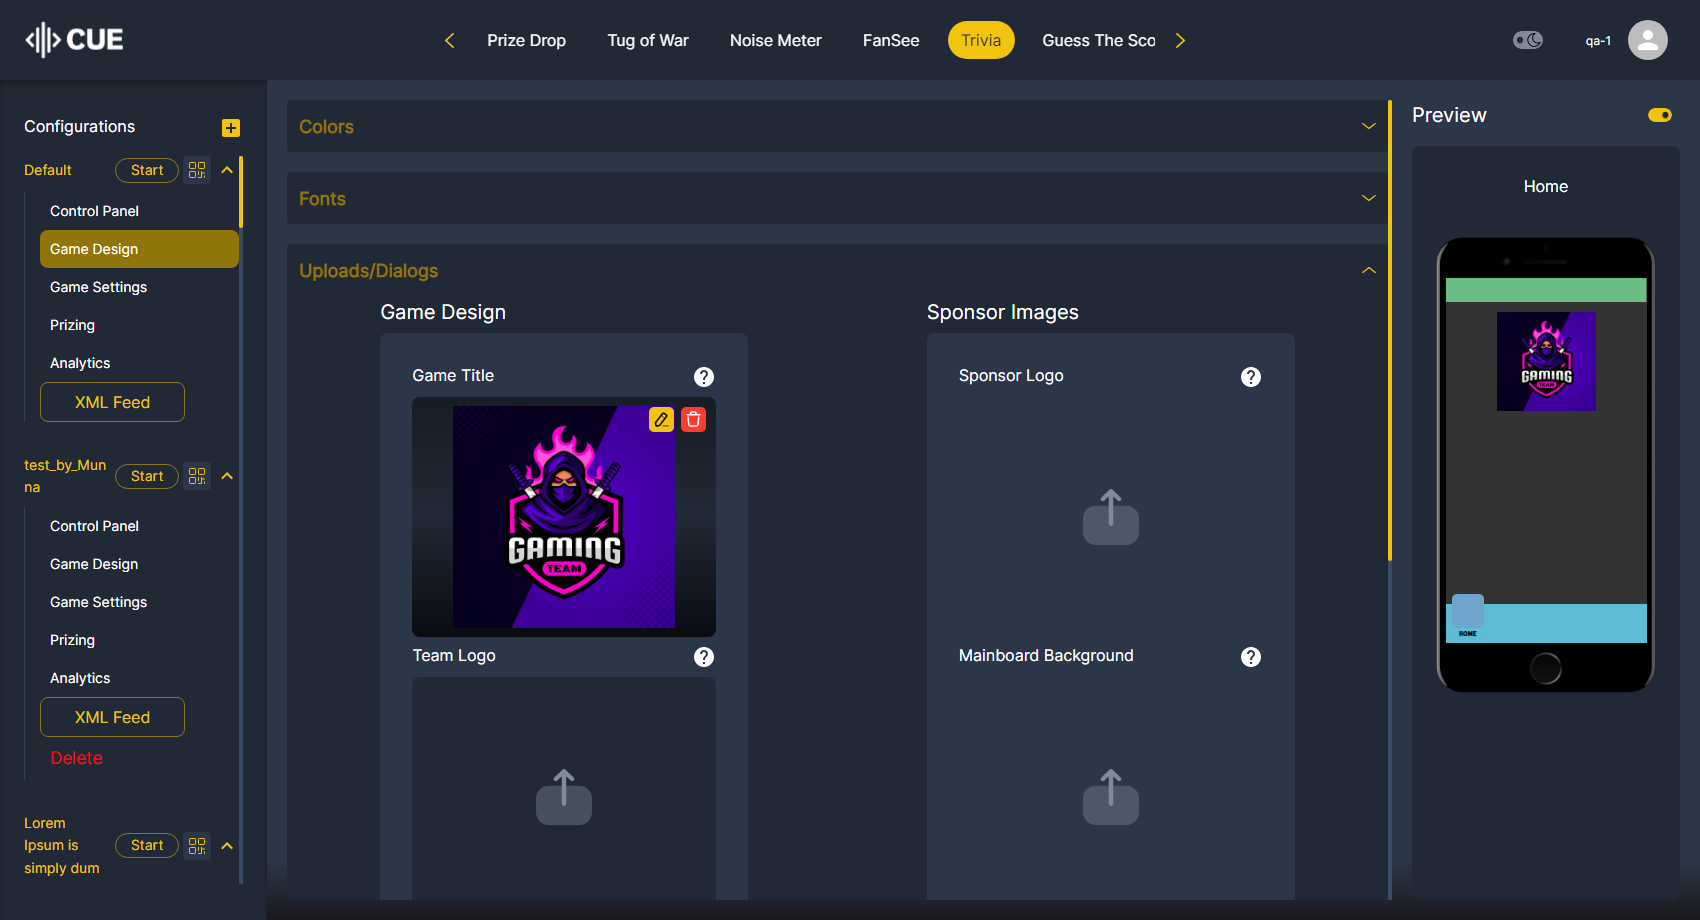 CUE
Prize Drop
Tug of War
Noise Meter
FanSee
Trivia
Guess The Sco
qa-1
Configurations
Default
Start
Control Panel
Game Design
Game Settings
Prizing
Analytics
XML Feed
test_by_Mun
na
Start
Control Panel
Game Design
Game Settings
Prizing
Analytics
XML Feed
Delete
Lorem
Ipsum is
simply dum
Start
Colors
Fonts
Uploads/Dialogs
Game Design
Game Title
?
GAMING
TEAM
Team Logo
?
Sponsor Images
Sponsor Logo
?
Mainboard Background
?
Preview
Home
GAMING
TEAM
HOME